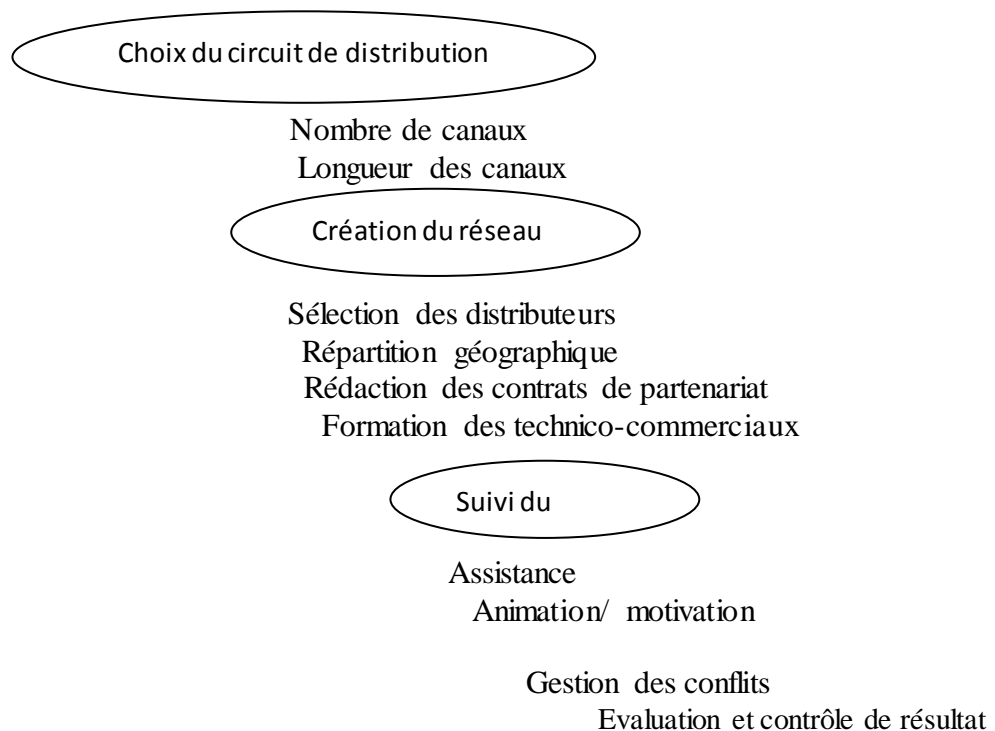 Choix du circuit de distribution
Nombre de canaux
Longueur des canaux
Création du réseau
Sélection des distributeurs
Répartition géographique
Rédaction des contrats de partenariat
Formation des technico-commerciaux
Suivi du
Assistance
Animation/ motivation
Gestion des conflits
Evaluation et contrôle de résultat